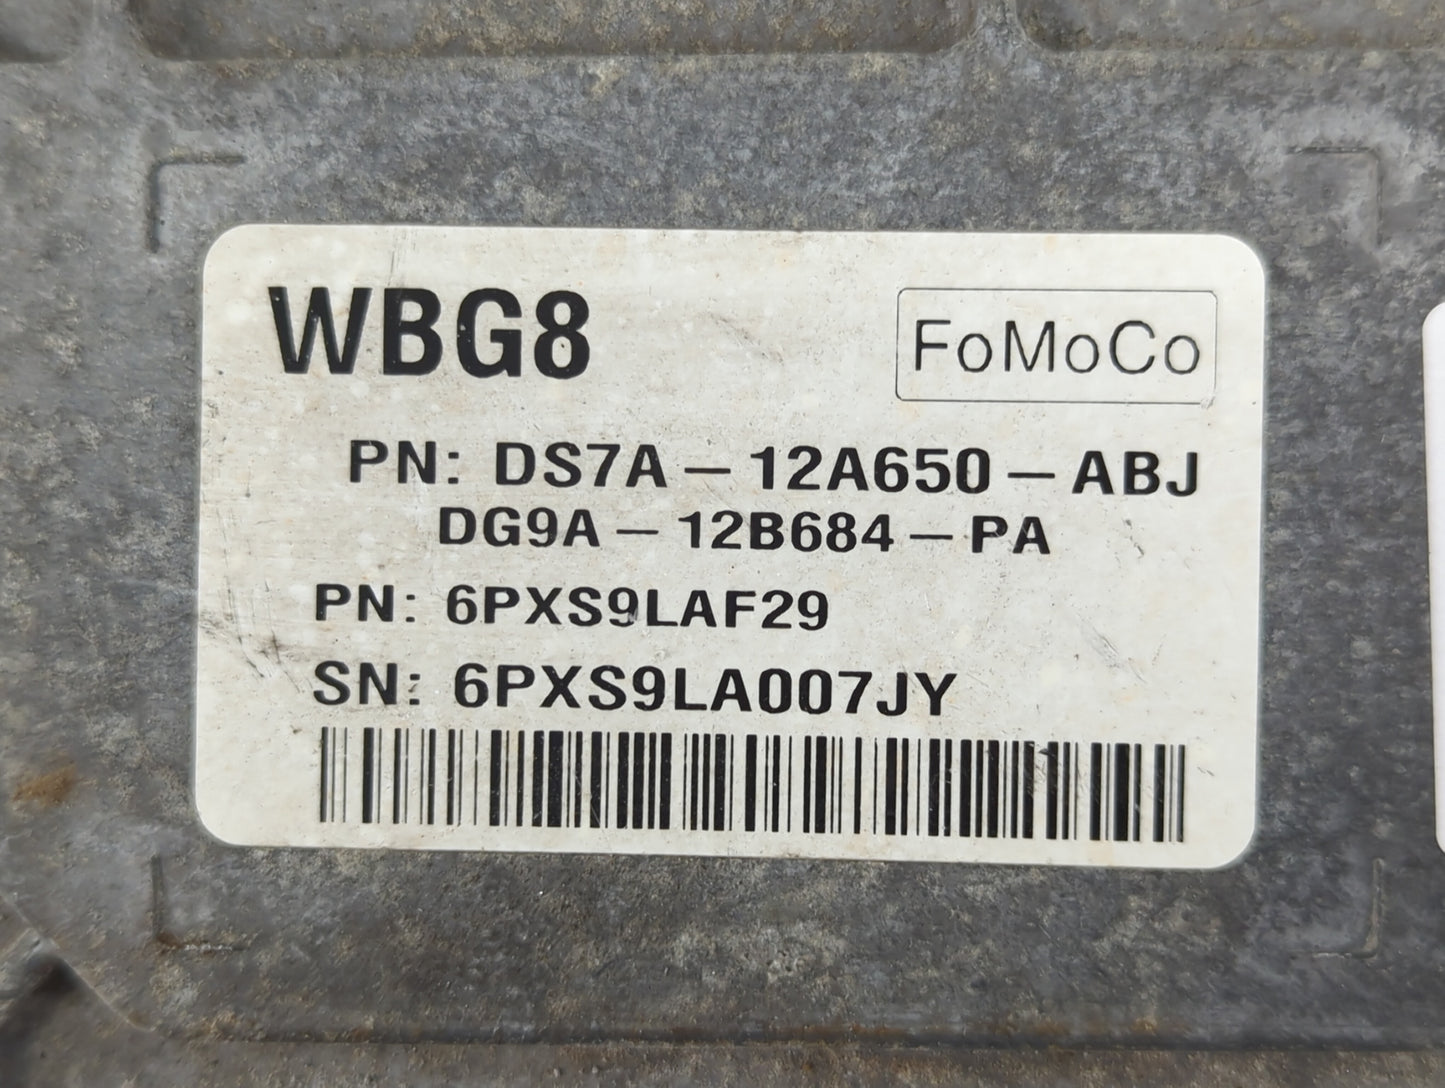 WBG8
FoMoCo
PN: DS7A-12A650-ABJ
DG9A-12B684-PA
PN: 6PXS9LAF29
SN: 6PXS9LA007JY